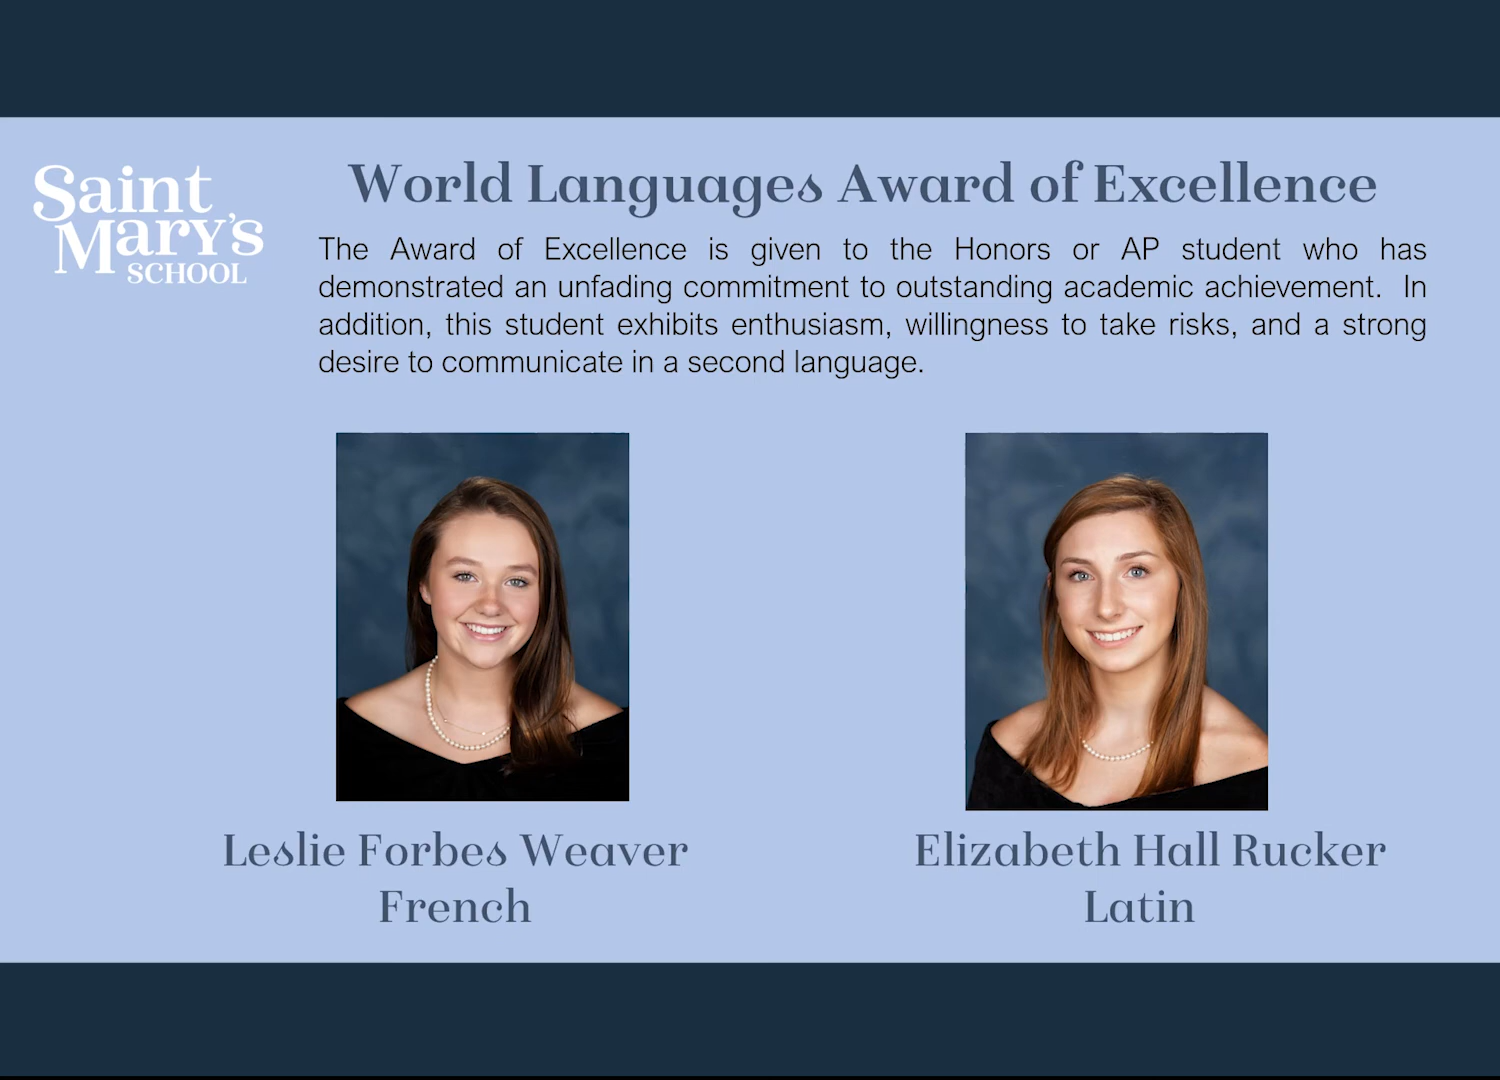 Saint
Mary's
SCHOOL
World Languages Award of Excellence
The Award of Excellence is given to the Honors or AP student who has
demonstrated an unfading commitment to outstanding academic achievement. In
addition, this student exhibits enthusiasm, willingness to take risks, and a strong
desire to communicate in a second language.
Leslie Forbes Weaver
French
Elizabeth Hall Rucker
Latin